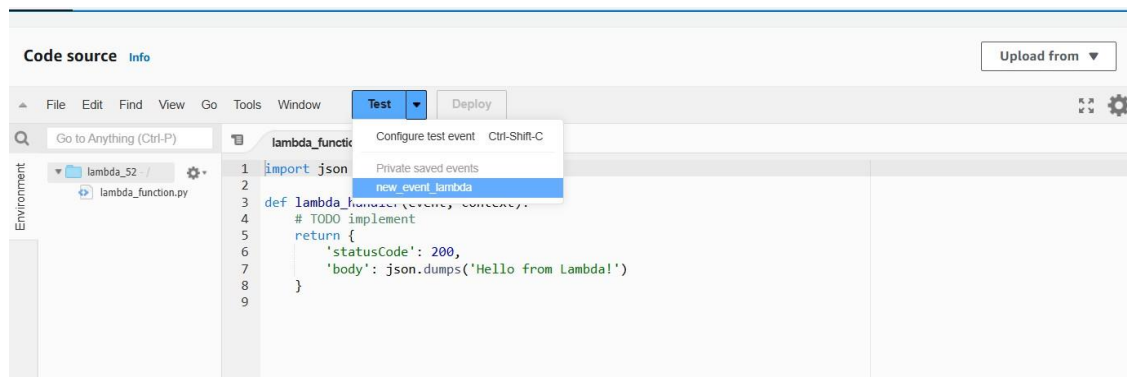 Code source Info
Upload from ▼
File Edit Find View Go Tools Window Test Deploy
Go to Anything (Ctrl-P)
lambda_functio
Configure test event Ctrl-Shift-C
Private saved events
new_event_lambda
Environment
lambda_52 - /
lambda_function.py
1 import json
2
3 def lambda_handler(event, context):
4 # TODO implement
5 return {
6 'statusCode': 200,
7 'body': json.dumps('Hello from Lambda!')
8 }
9